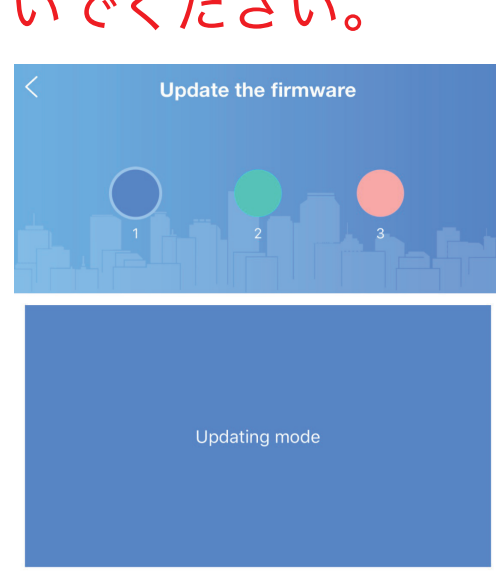 いでください。
Update the firmware
1
2
3
Updating mode